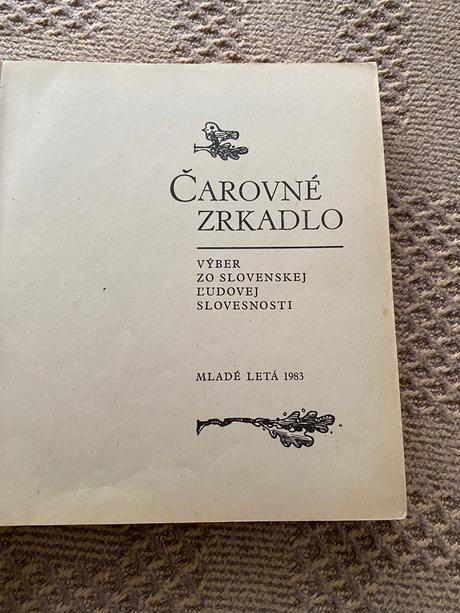 ČAROVNÉ
ZRKADLO
VÝBER
ZO SLOVENSKEJ
ĽUDOVEJ
SLOVESNOSTI
MLADÉ LETÁ 1983